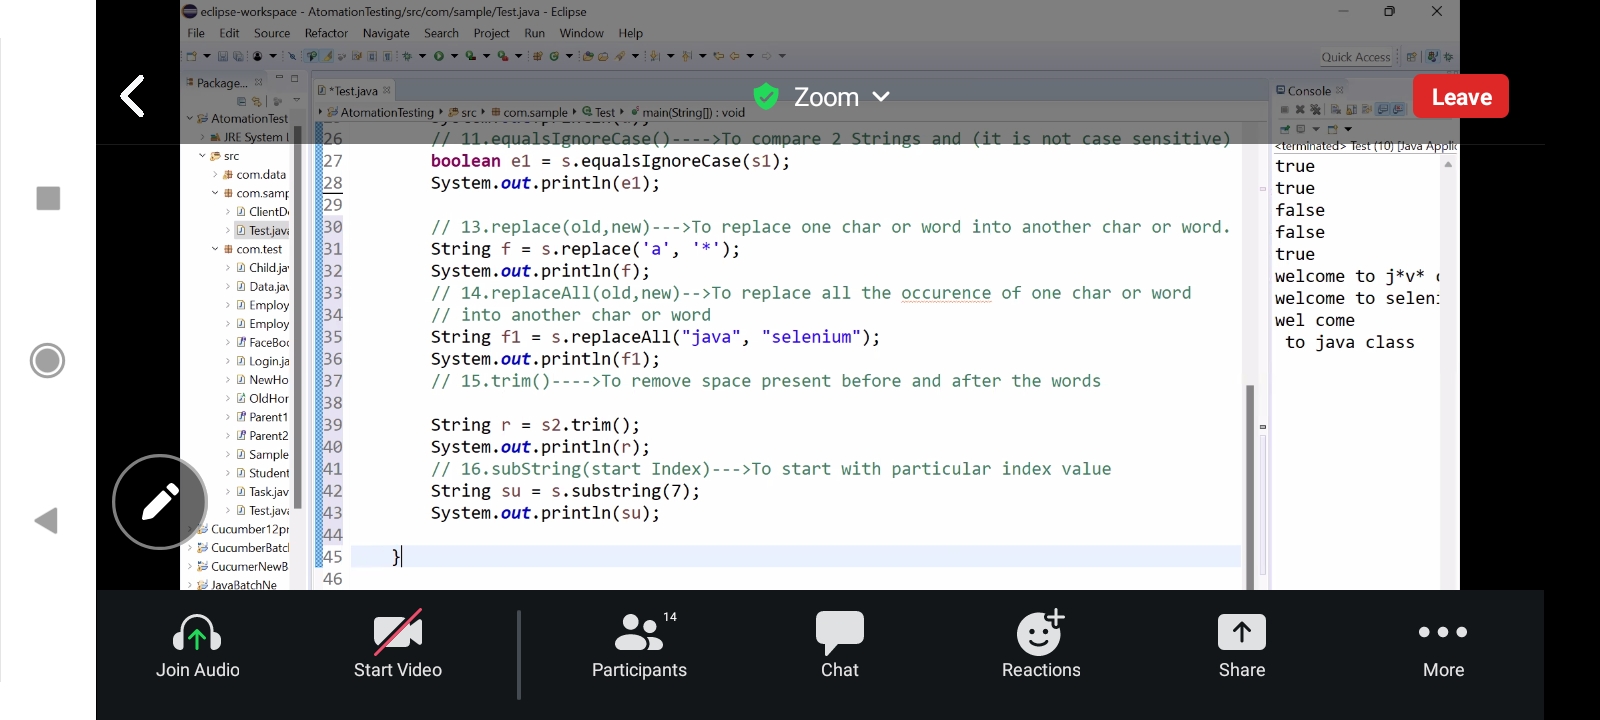 eclipse-workspace - AtomationTesting/src/com/sample/Test.java - Eclipse
File Edit Source Refactor Navigate Search Project Run Window Help
Quick Access
Package...
AtomationTest
JRE System
src
com.data
com.samp
ClientD
Test.java
com.test
Child.ja
Data.jav
Employ
Employ
FaceBo
Login.ja
NewHo
OldHor
Parent1
Parent2
Sample
Student
Task.jav
Test.java
Cucumber12pr
CucumberBatc
CucumerNewB
JavaBatchNe
*Test.java
AtomationTesting src com.sample Test main(String[]) : void
26 // 11.equalsIgnoreCase()---->To compare 2 Strings and (it is not case sensitive)
27 boolean e1 = s.equalsIgnoreCase(s1);
28 System.out.println(e1);
29
30 // 13.replace(old,new)--->To replace one char or word into another char or word.
31 String f = s.replace('a', '*');
32 System.out.println(f);
33 // 14.replaceAll(old,new)-->To replace all the occurence of one char or word
34 // into another char or word
35 String f1 = s.replaceAll("java", "selenium");
36 System.out.println(f1);
37 // 15.trim()---->To remove space present before and after the words
38
39 String r = s2.trim();
40 System.out.println(r);
41 // 16.subString(start Index)--->To start with particular index value
42 String su = s.substring(7);
43 System.out.println(su);
44
45 }
46
Zoom
Leave
Console
<terminated> Test (10) [Java Applic
true
true
false
false
true
welcome to j*v*
welcome to seleni
wel come
to java class
Join Audio
Start Video
14
Participants
Chat
Reactions
Share
More